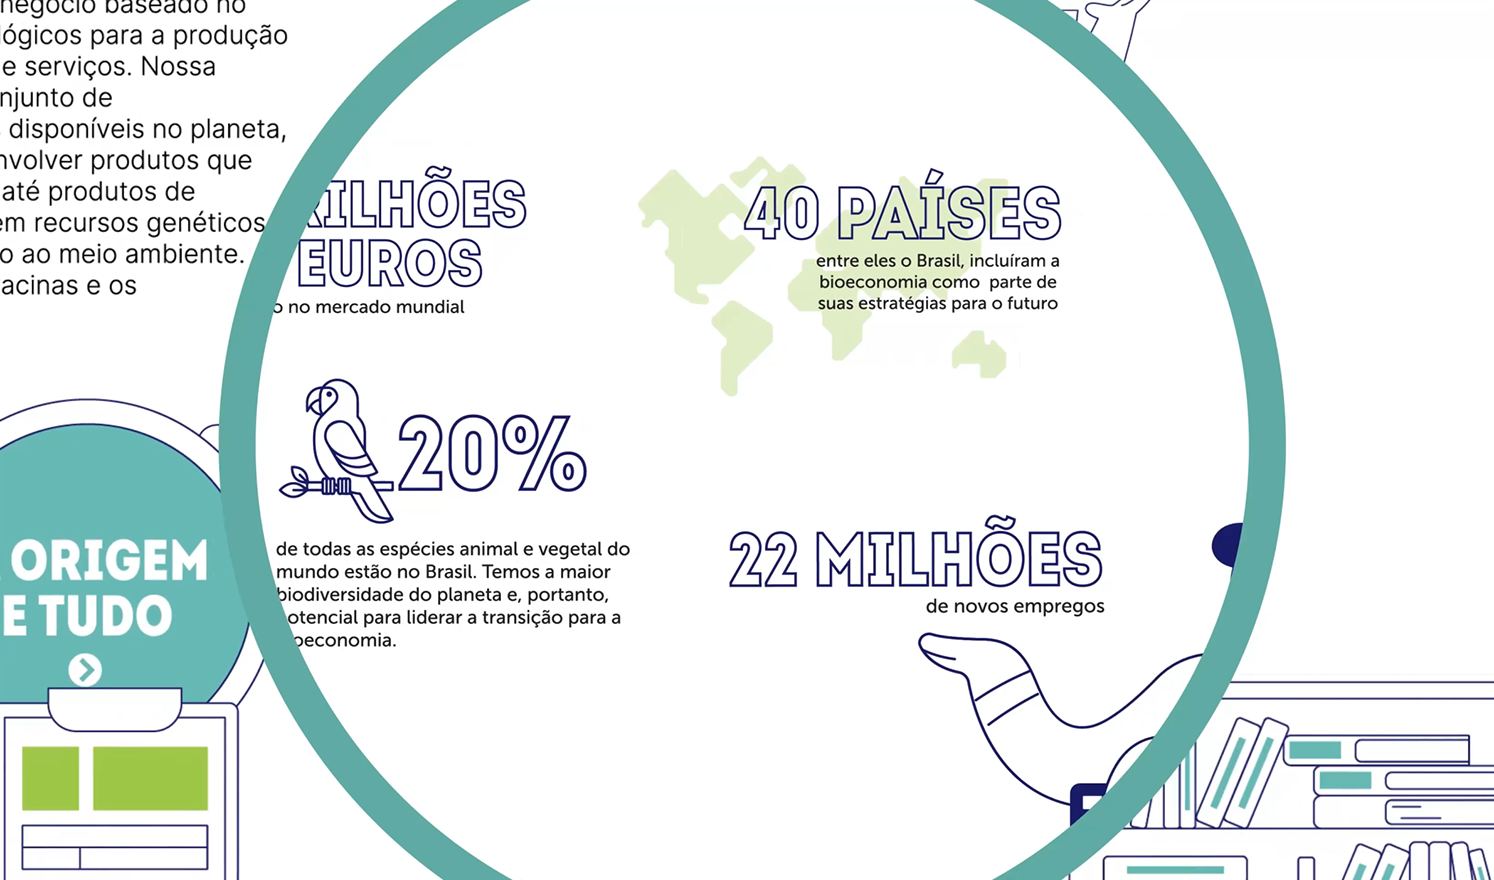 negócio baseado no
lógicos para a produção
e serviços. Nossa
njunto de
disponíveis no planeta,
nvolver produtos que
até produtos de
em recursos genéticos
o ao meio ambiente.
acinas e os
RILHÕES
EUROS
o no mercado mundial
40 PAÍSES
entre eles o Brasil, incluíram a
bioeconomia como parte de
suas estratégias para o futuro
20%
de todas as espécies animal e vegetal do
mundo estão no Brasil. Temos a maior
biodiversidade do planeta e, portanto,
otencial para liderar a transição para a
oeconomia.
22 MILHÕES
de novos empregos
ORIGEM
E TUDO